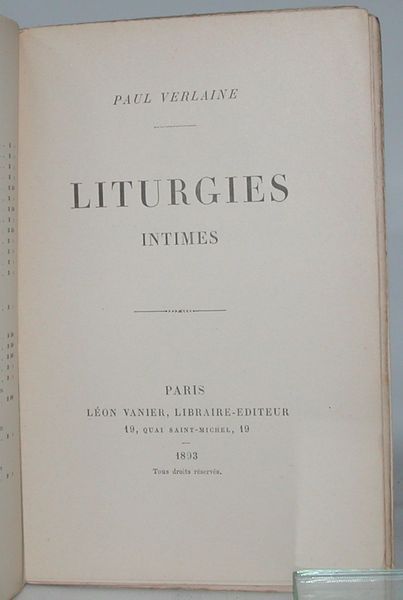 PAUL VERLAINE
LITURGIES
INTIMES
PARIS
LÉON VANIER, LIBRAIRE-EDITEUR
19, QUAI SAINT-MICHEL, 19
1893
Tous droits réservés.